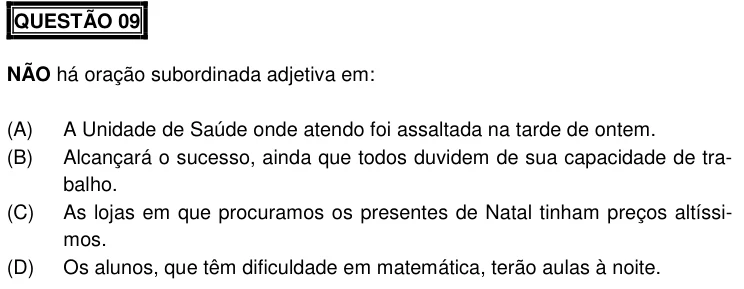 QUESTÃO 09
NÃO há oração subordinada adjetiva em:
(A) A Unidade de Saúde onde atendo foi assaltada na tarde de ontem.
(B) Alcançará o sucesso, ainda que todos duvidem de sua capacidade de tra-
balho.
(C) As lojas em que procuramos os presentes de Natal tinham preços altíssi-
mos.
(D) Os alunos, que têm dificuldade em matemática, terão aulas à noite.